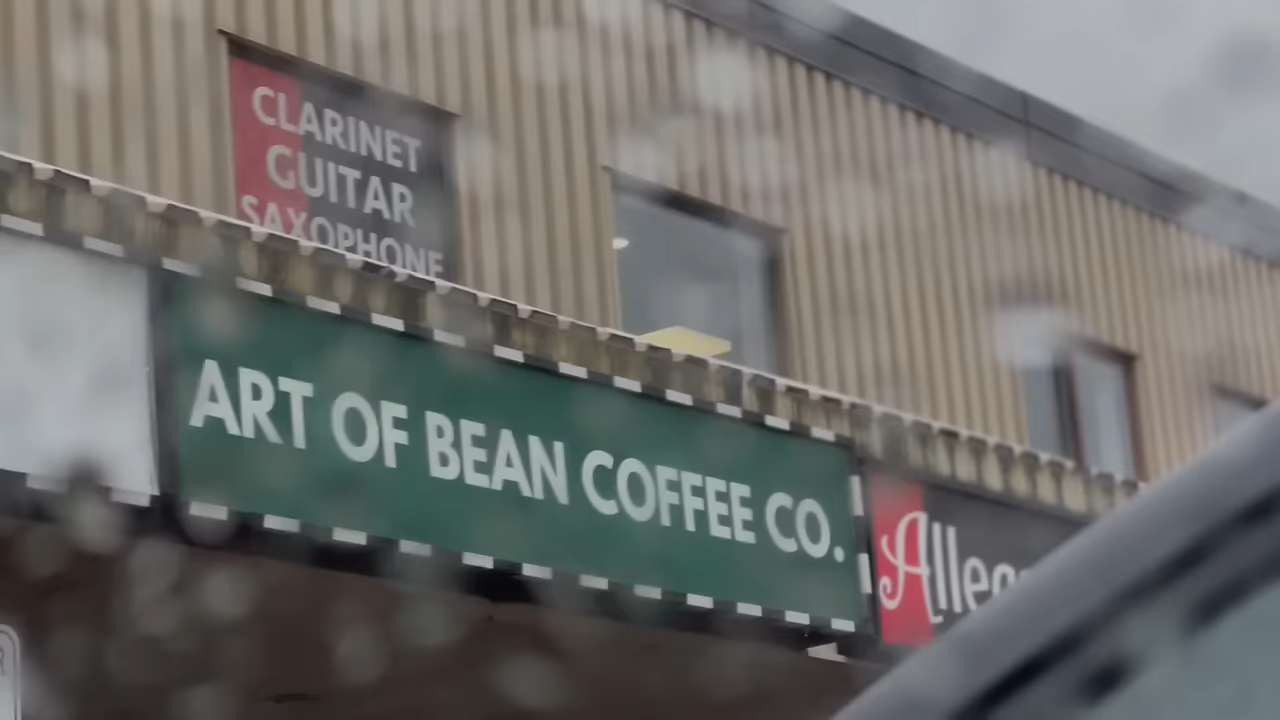 CLARINET
GUITAR
SAXOPHONE
ART OF BEAN COFFEE CO.